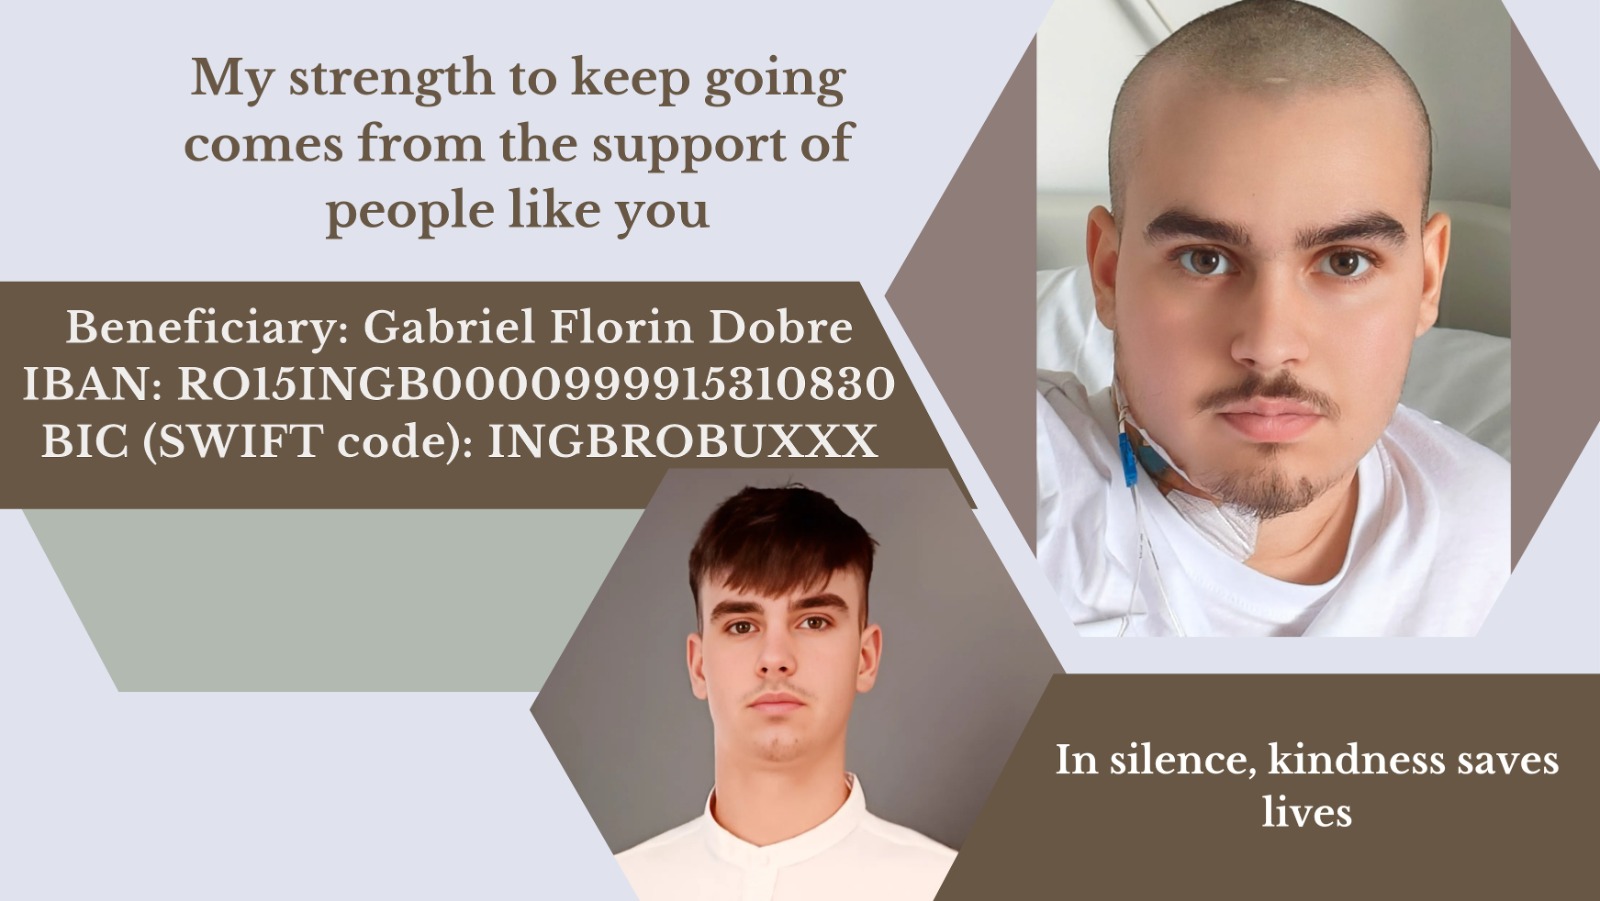 My strength to keep going
comes from the support of
people like you
Beneficiary: Gabriel Florin Dobre
IBAN: RO15INGB0000999915310830
BIC (SWIFT code): INGBROBUXXX
In silence, kindness saves
lives